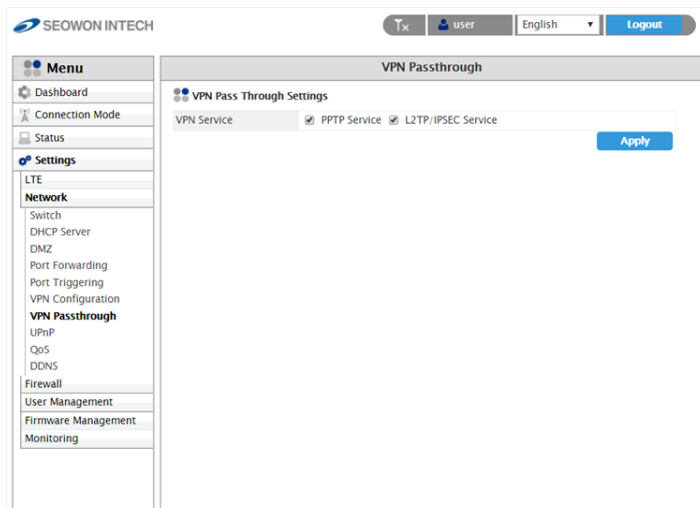 SEOWON INTECH
Tx user English Logout
Menu
Dashboard
Connection Mode
Status
Settings
LTE
Network
Switch
DHCP Server
DMZ
Port Forwarding
Port Triggering
VPN Configuration
VPN Passthrough
UPnP
QoS
DDNS
Firewall
User Management
Firmware Management
Monitoring
VPN Passthrough
VPN Pass Through Settings
VPN Service PPTP Service L2TP/IPSEC Service
Apply